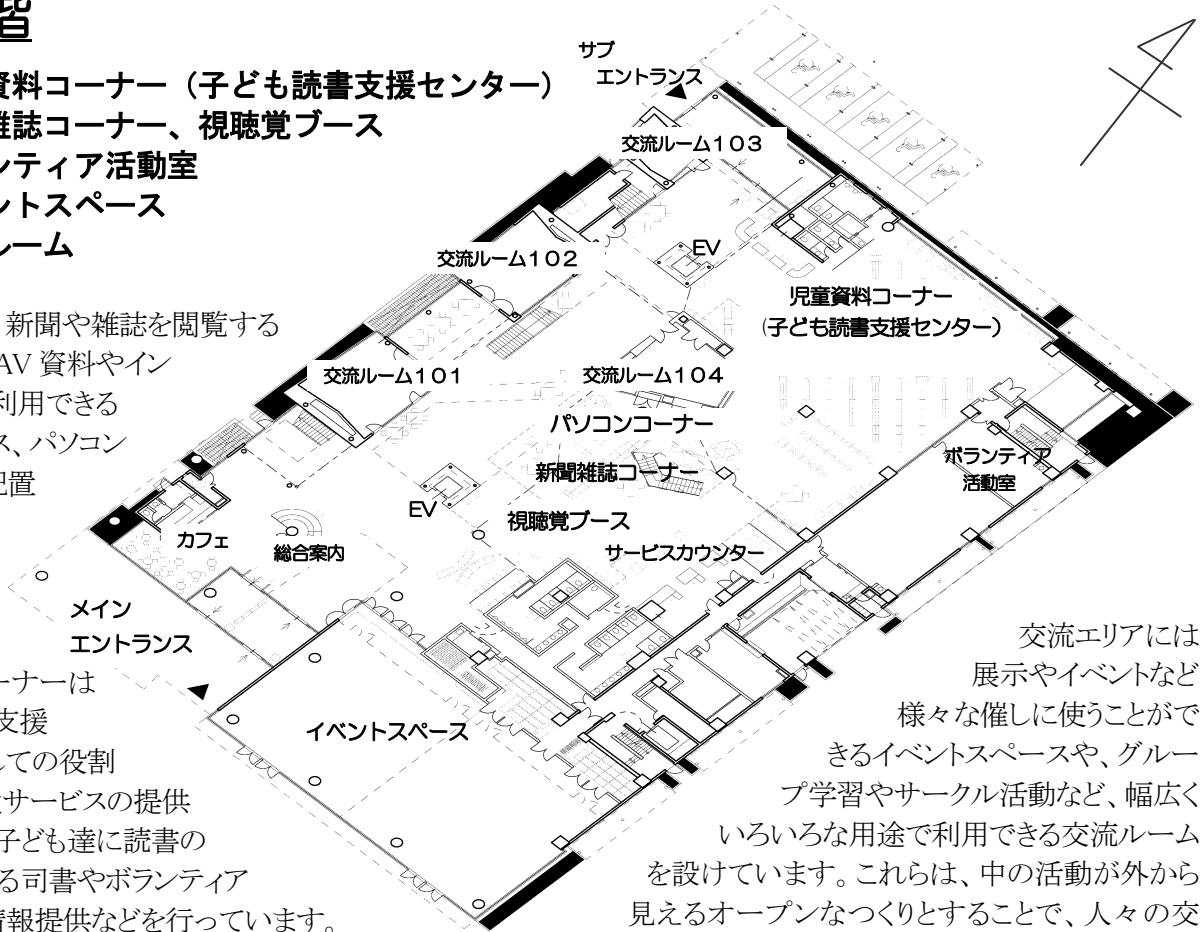 階
資料コーナー（子ども読書支援センター）
雑誌コーナー、視聴覚ブース
ンティア活動室
ントスペース
ルーム
新聞や雑誌を閲覧する
AV 資料やイン
利用できる
ス、パソコン
配置
サブ
エントランス
交流ルーム１０３
交流ルーム１０２
EV
児童資料コーナー
(子ども読書支援センター）
交流ルーム１０１
交流ルーム１０４
パソコンコーナー
新聞雑誌コーナー
ボランティア
活動室
EV
視聴覚ブース
サービスカウンター
カフェ
総合案内
メイン
エントランス
イベントスペース
ーナーは
支援
ての役割
サービスの提供
子ども達に読書の
る司書やボランティア
情報提供などを行っています。
交流エリアには
展示やイベントなど
様々な催しに使うことがで
きるイベントスペースや、グルー
プ学習やサークル活動など、幅広く
いろいろな用途で利用できる交流ルーム
を設けています。これらは、中の活動が外から
見えるオープンなつくりとすることで、人々の交